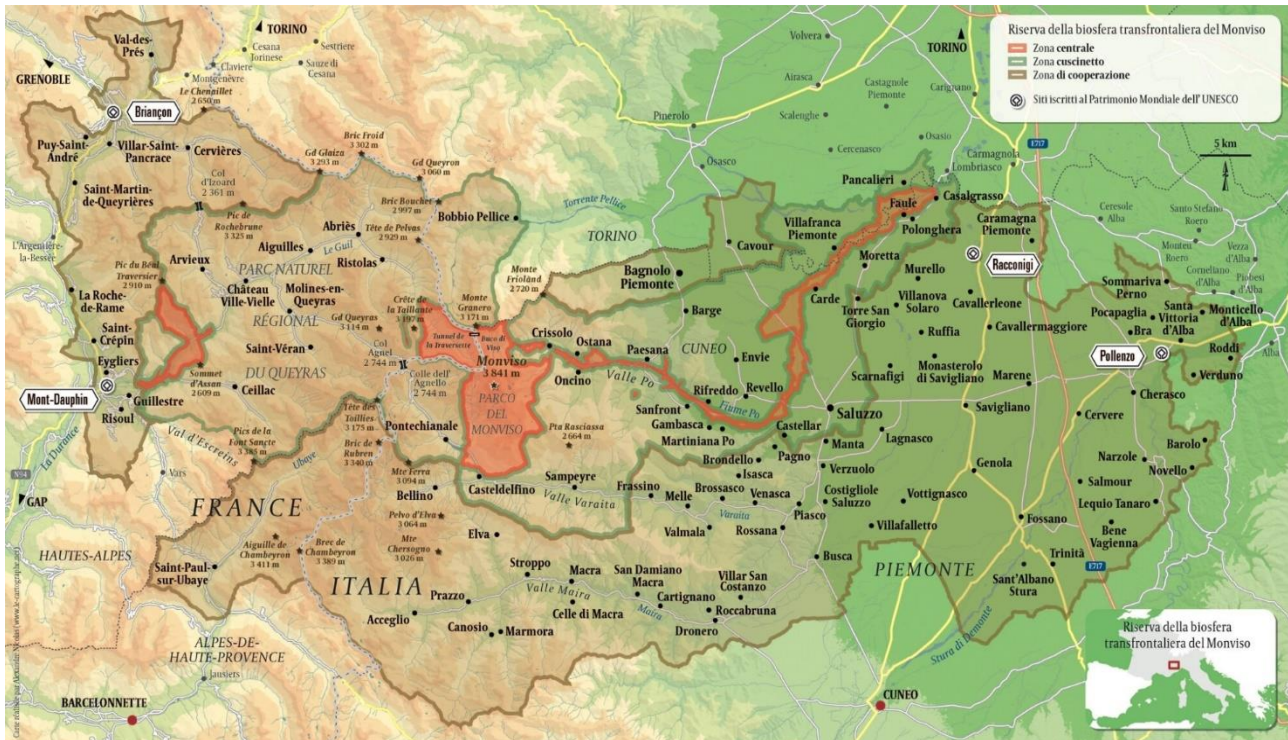 Riserva della biosfera transfrontaliera del Monviso
Zona centrale
Zona cuscinetto
Zona di cooperazione
Siti iscritti al Patrimonio Mondiale dell'UNESCO
5 km
TORINO
Val-des-
Prés
Cesana
Torinese
Sestriere
Sauze di
Cesana
Claviere
Montgenèvre
GRENOBLE
Le Chenaillet
2 650 m
Briançon
Puy-Saint-
André
Villar-Saint-
Pancrace
Cervières
Saint-Martin-
de-Queyrières
Col
d'Izoard
2 361 m
Gd Glaiza
3 293 m
Bric Froid
3 302 m
Gd Queyron
3 060 m
Bric Bouchet
2 997 m
Bobbio Pellice
Torrente Pellice
TORINO
Volvera
Airasca
Castagnole
Piemonte
Carignano
Scalenghe
Pinerolo
Osasio
Cercenasco
Osasco
Carmagnola
Lombriasco
E717
TORINO
Pancalieri
Casalgrasso
Faule
Polonghera
Caramagna
Piemonte
Ceresole
Alba
Santo Stefano
Roero
Monteu
Roero
Vezza
d'Alba
Corneliano
d'Alba
Piobesi
d'Alba
L'Argentière-
la-Bessée
Pic de
Rochebrune
3 325 m
Abriès
Aiguilles
Le Guil
Tête de Pelvas
2 929 m
Pic du Béal
Traversier
2 910 m
Arvieux
PARC NATUREL
Ristolas
Château
Ville-Vielle
Molines-en-
Queyras
RÉGIONAL
Crête de
la Taillante
3 197 m
Monte
Granero
3 171 m
Monte
Frioland
2 720 m
Gd Queyras
3 114 m
La Roche-
de-Rame
Saint-
Crépin
Eygliers
Saint-Véran
Col
Agnel
2 744 m
DU QUEYRAS
Sommet
d'Assan
2 609 m
Ceillac
Mont-Dauphin
Guillestre
Risoul
Tunnel de
la Traversette
Buco di
Viso
Monviso
3 841 m
Colle dell'
Agnello
2 744 m
PARCO
DEL
MONVISO
Crissolo
Ostana
Oncino
Paesana
Valle Po
Villafranca
Piemonte
Cavour
Bagnolo
Piemonte
Barge
CUNEO
Envie
Rifreddo
Revello
Sanfront
Fiume Po
Gambasca
Martiniana Po
Castellar
Pagno
Moretta
Murello
Racconigi
Carde
Torre San
Giorgio
Villanova
Solaro
Cavallerleone
Ruffia
Cavallermaggiore
Scarnafigi
Monasterolo
di Savigliano
Marene
Sommariva
Perno
Pocapaglia
Santa
Vittoria
d'Alba
Monticello
d'Alba
Bra
Pollenzo
Roddi
Alba
Verduno
Cherasco
Saluzzo
Savigliano
Cervere
Lagnasco
Manta
Verzuolo
Barolo
Narzole
Novello
Genola
Salmour
Lequio Tanaro
Fossano
Bene
Vagienna
Trinità
E717
Sant'Albano
Stura
Tête des
Toillies
3 175 m
Pontechianale
Pta Rasciassa
2 664 m
Bric de
Rubren
3 340 m
Mte Ferra
3 094 m
Casteldelfino
Sampeyre
Bellino
Valle Varaita
Frassino
Melle
Brondello
Isasca
Brossasco
Venasca
Varaita
Valmala
Rossana
Piasco
Costigliole
Saluzzo
Vottignasco
Villafalletto
Busca
PIEMONTE
Pelvo d'Elva
3 064 m
Elva
Mte
Chersogno
3 026 m
Stroppo
Macra
San Damiano
Macra
Villar San
Costanzo
Valle Maira
Cartignano
Maira
Roccabruna
Prazzo
Acceglio
Celle di Macra
Dronero
Canosio
Marmora
Stura di Demonte
CUNEO
La Durance
Val d'Escreins
Pics de la
Font Sancte
3 385 m
Ubaye
Vars
N94
GAP
FRANCE
HAUTES-ALPES
Aiguille de
Chambeyron
3 411 m
Brec de
Chambeyron
3 389 m
Saint-Paul-
sur-Ubaye
ITALIA
ALPES-DE-
HAUTE-PROVENCE
Jausiers
BARCELONNETTE
Riserva della biosfera
transfrontaliera del Monviso
Carte réalisée par Alexandre Nicolas (www.le-cartographe.net)